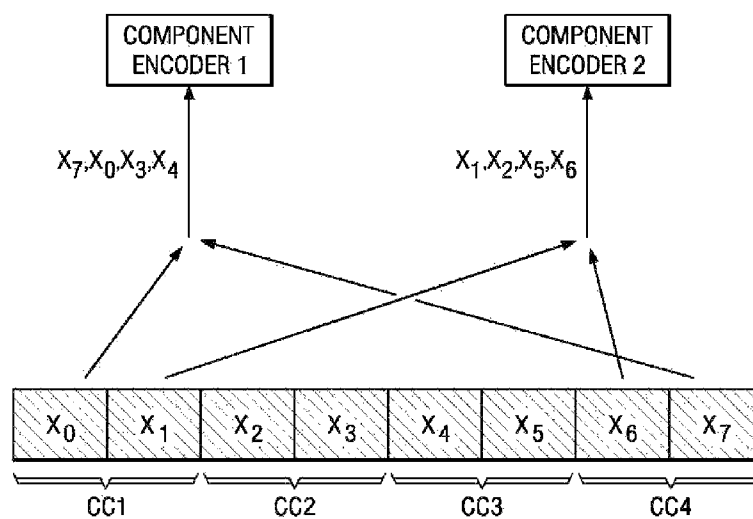 COMPONENT
ENCODER 1
COMPONENT
ENCODER 2
X7,X0,X3,X4
X1,X2,X5,X6
X0 X1 X2 X3 X4 X5 X6 X7
CC1 CC2 CC3 CC4